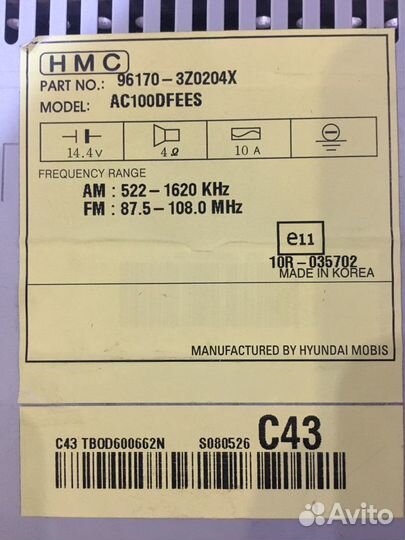 HMC
PART NO.: 96170-3Z0204X
MODEL: AC100DFEES
14.4V 4Ω 10 A
FREQUENCY RANGE
AM : 522-1620 KHz
FM : 87.5-108.0 MHz
e11
10R-035702
MADE IN KOREA
MANUFACTURED BY HYUNDAI MOBIS
C43 TBOD600662N S080526 C43
Avito